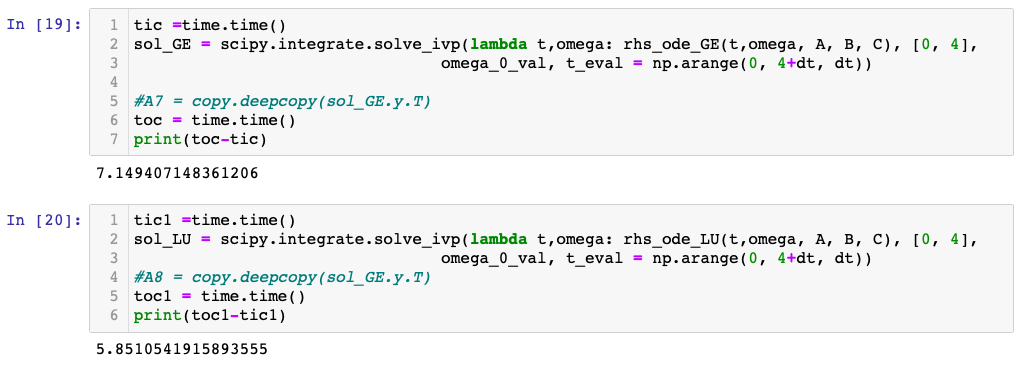 In [19]:
1 tic =time.time()
2 sol_GE = scipy.integrate.solve_ivp(lambda t,omega: rhs_ode_GE(t,omega, A, B, C), [0, 4],
3 omega_0_val, t_eval = np.arange(0, 4+dt, dt))
4
5 #A7 = copy.deepcopy(sol_GE.y.T)
6 toc = time.time()
7 print(toc-tic)
7.149407148361206
In [20]:
1 tic1 =time.time()
2 sol_LU = scipy.integrate.solve_ivp(lambda t,omega: rhs_ode_LU(t,omega, A, B, C), [0, 4],
3 omega_0_val, t_eval = np.arange(0, 4+dt, dt))
4 #A8 = copy.deepcopy(sol_GE.y.T)
5 toc1 = time.time()
6 print(toc1-tic1)
5.8510541915893555